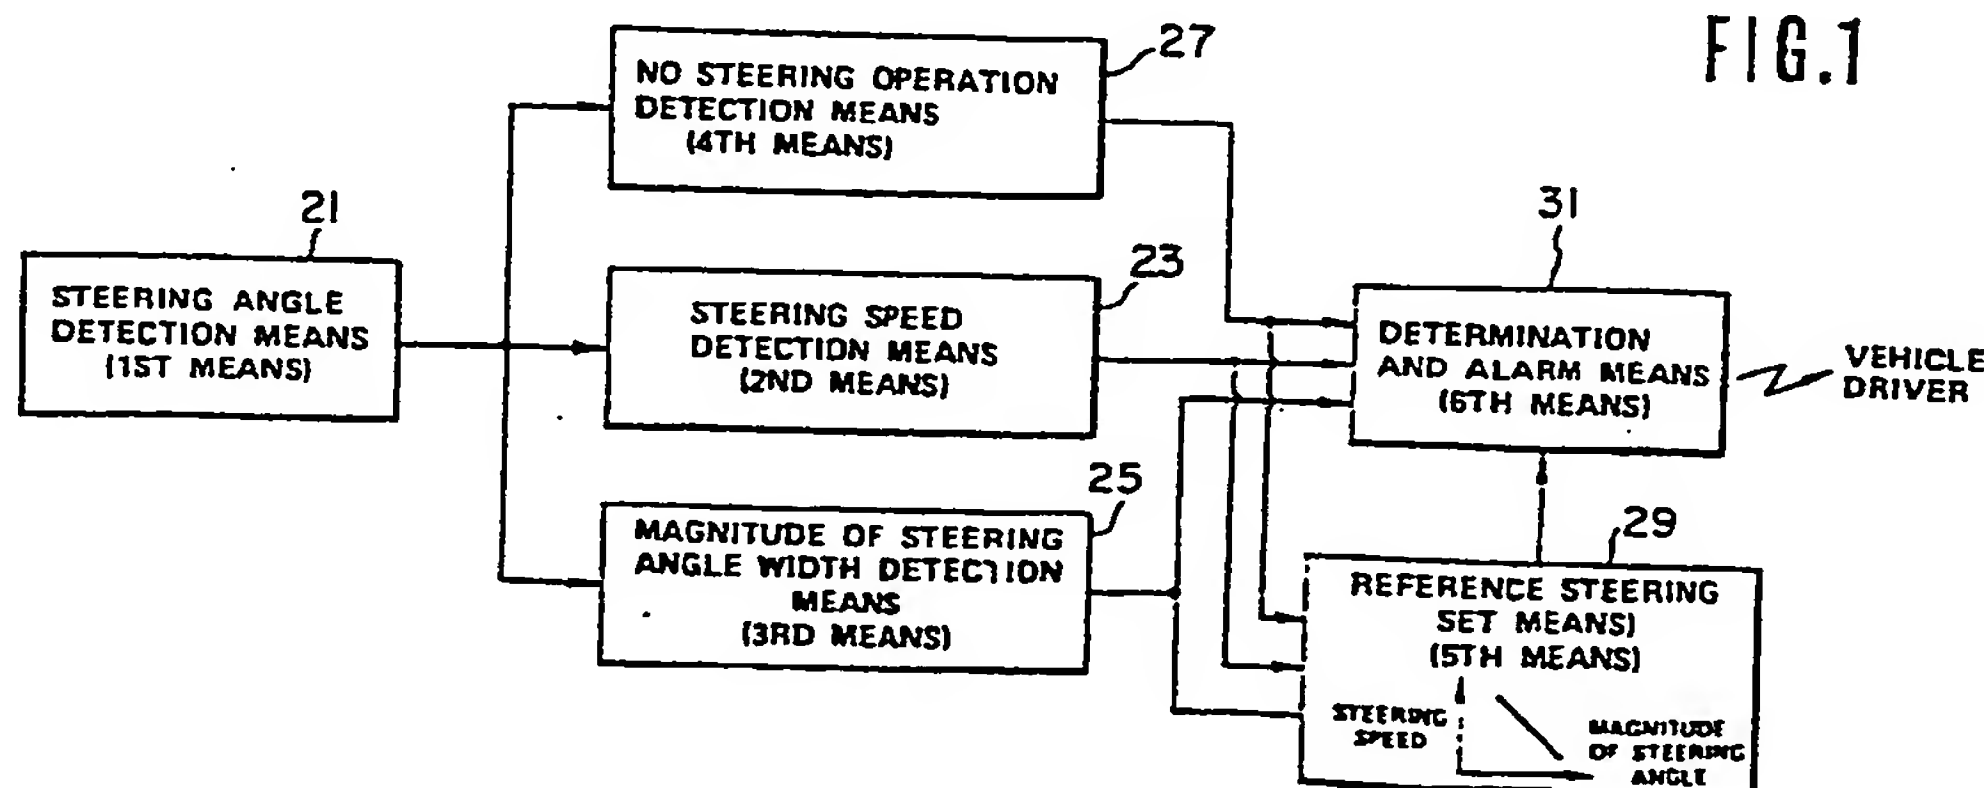 FIG.1
27
NO STEERING OPERATION
DETECTION MEANS
(4TH MEANS)
21
STEERING ANGLE
DETECTION MEANS
(1ST MEANS)
23
STEERING SPEED
DETECTION MEANS
(2ND MEANS)
31
DETERMINATION
AND ALARM MEANS
(6TH MEANS)
VEHICLE
DRIVER
25
MAGNITUDE OF STEERING
ANGLE WIDTH DETECTION
MEANS
(3RD MEANS)
29
REFERENCE STEERING
SET MEANS)
(5TH MEANS)
STEERING
SPEED
MAGNITUDE
OF STEERING
ANGLE